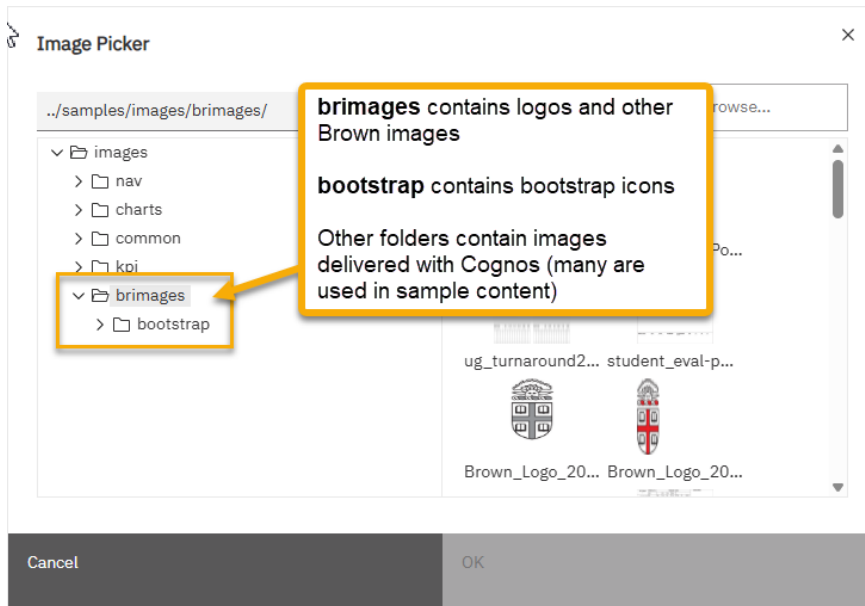 Image Picker
../samples/images/brimages/
rowse...
brimages contains logos and other
Brown images
bootstrap contains bootstrap icons
Other folders contain images
delivered with Cognos (many are
used in sample content)
images
nav
charts
common
kpi
brimages
bootstrap
Po...
ug_turnaround2... student_eval-p...
Brown_Logo_20... Brown_Logo_20...
Cancel
OK